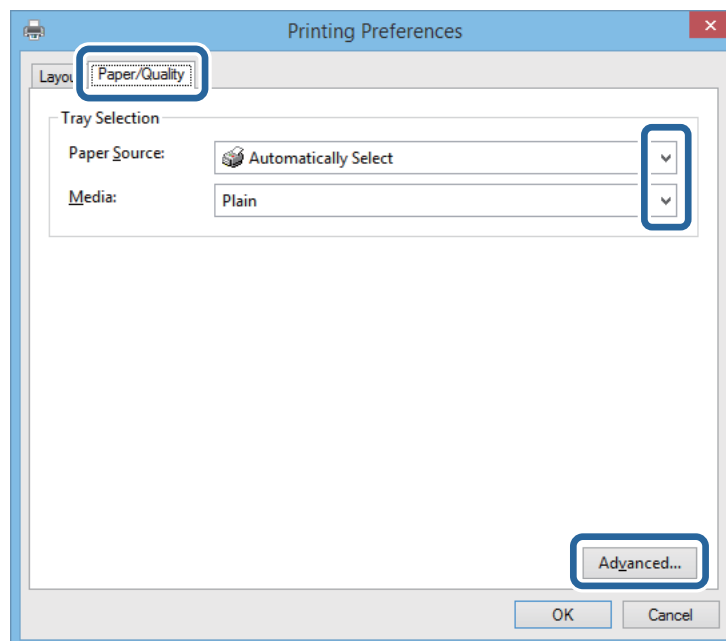 Printing Preferences
Layou Paper/Quality
Tray Selection
Paper Source: Automatically Select
Media: Plain
Advanced...
OK Cancel